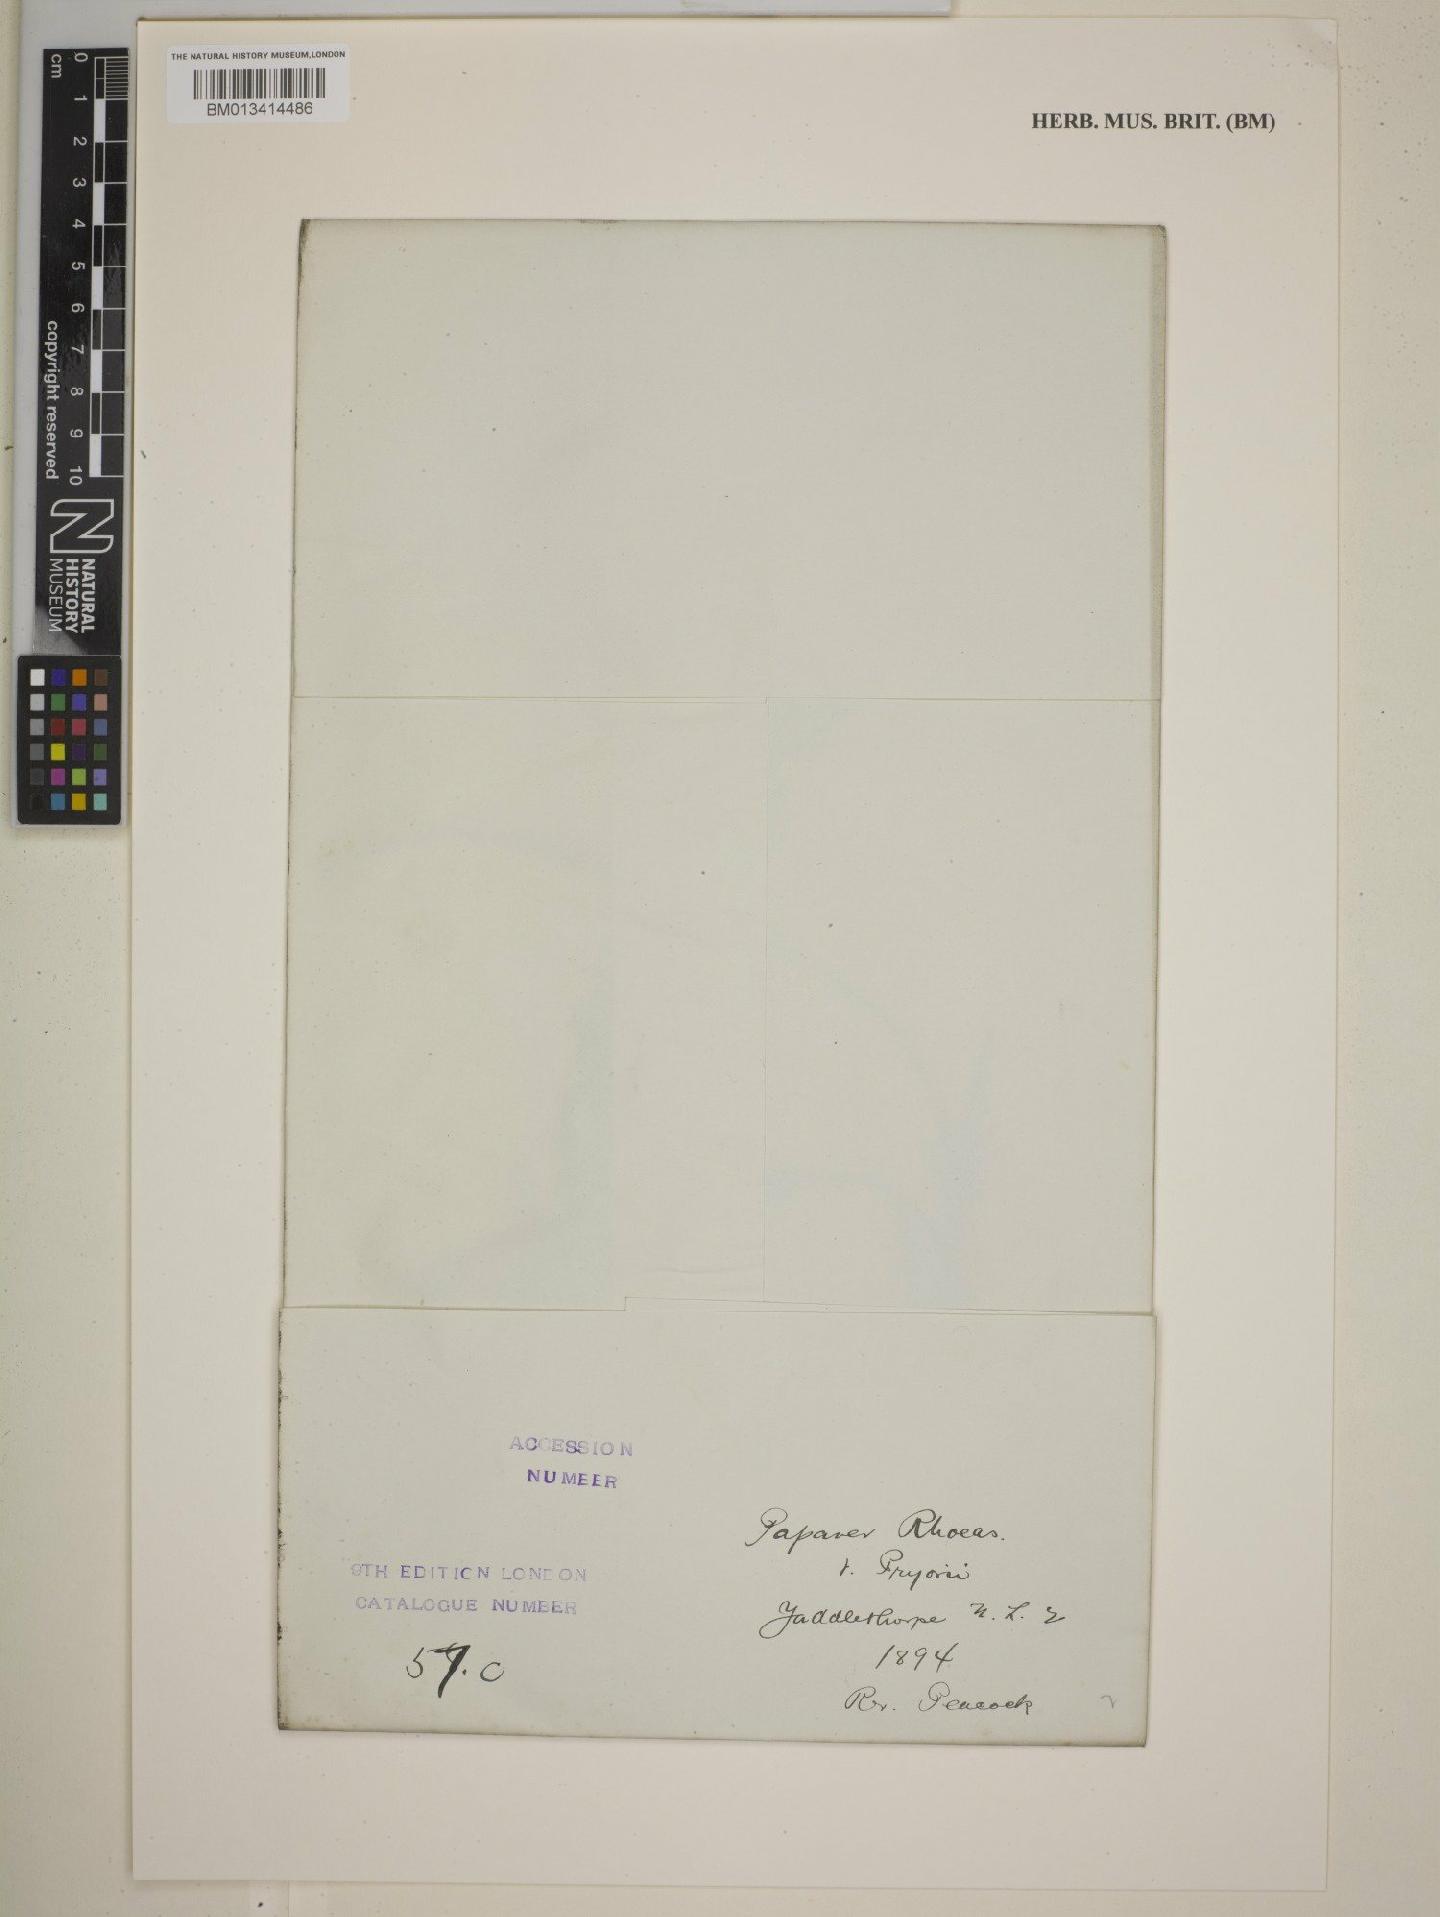 THE NATURAL HISTORY MUSEUM, LONDON
BM013414486
HERB. MUS. BRIT. (BM)
0 1 2 3 4 5 6 7 8 9 10
cm
copyright reserved
NATURAL
HISTORY
MUSEUM
ACCESSION
NUMBER
9TH EDITION LONDON
CATALOGUE NUMBER
57. C
Papaver Rhoeas.
v. Pryorii
Yaddlethorpe N. L.
1894
Rev. Peacock